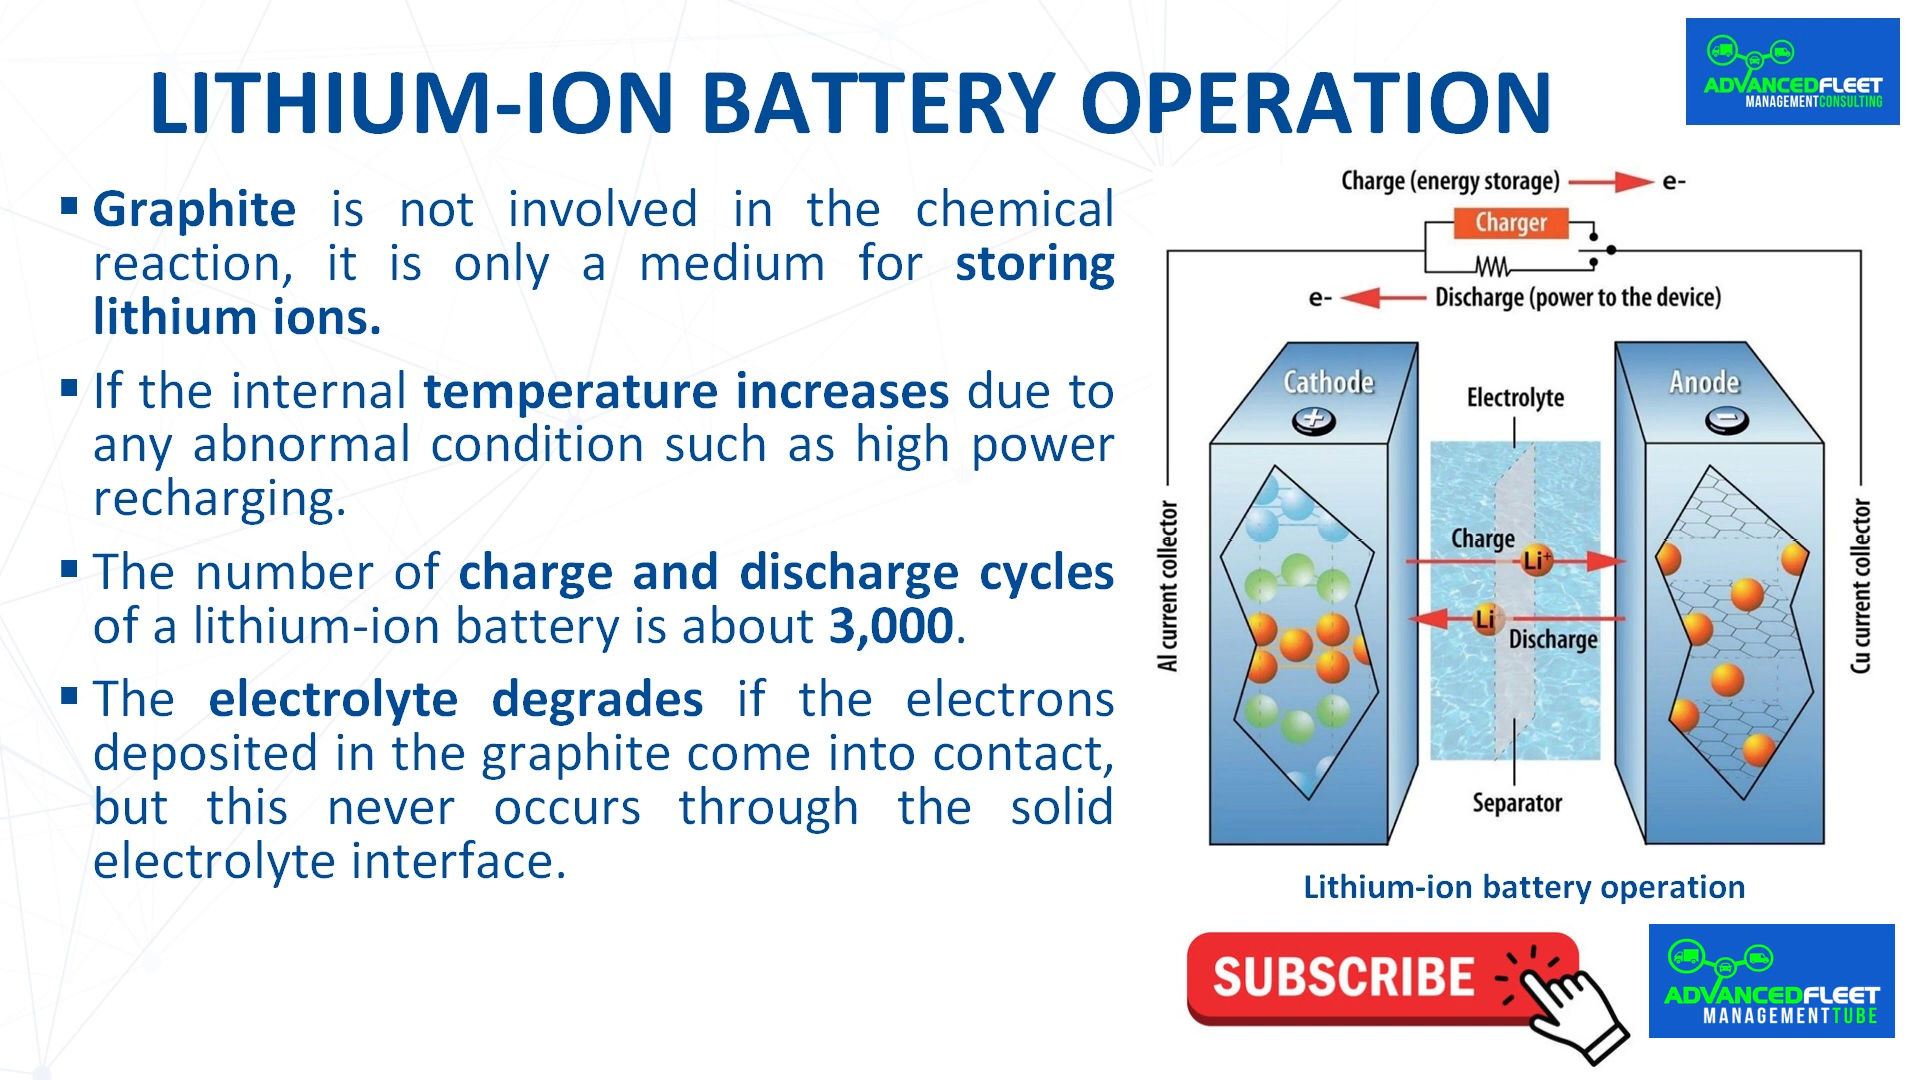 LITHIUM-ION BATTERY OPERATION
ADVANCEDFLEET
MANAGEMENTCONSULTING
▪ Graphite is not involved in the chemical
reaction, it is only a medium for storing
lithium ions.
▪ If the internal temperature increases due to
any abnormal condition such as high power
recharging.
▪ The number of charge and discharge cycles
of a lithium-ion battery is about 3,000.
▪ The electrolyte degrades if the electrons
deposited in the graphite come into contact,
but this never occurs through the solid
electrolyte interface.
Charge (energy storage) e-
Charger
e- Discharge (power to the device)
Cathode
+
Electrolyte
Anode
−
Al current collector
Charge
Li+
Li
Discharge
Cu current collector
Separator
Lithium-ion battery operation
SUBSCRIBE
ADVANCEDFLEET
MANAGEMENTTUBE